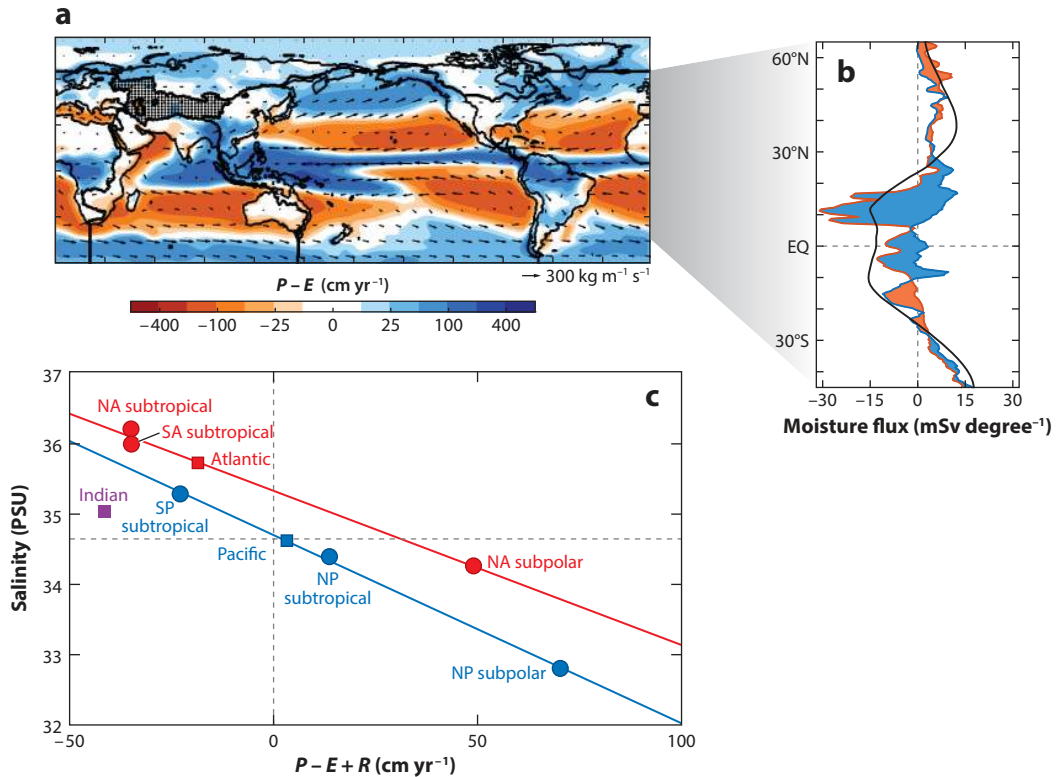 a
P – E (cm yr⁻¹)
→ 300 kg m⁻¹ s⁻¹
−400 −100 −25 0 25 100 400
b
60°N
30°N
EQ
30°S
−30 −15 0 15 30
Moisture flux (mSv degree⁻¹)
c
37
36
35
34
33
32
Salinity (PSU)
NA subtropical
SA subtropical
Atlantic
Indian
SP
subtropical
Pacific
NP
subtropical
NA subpolar
NP subpolar
−50 0 50 100
P – E + R (cm yr⁻¹)